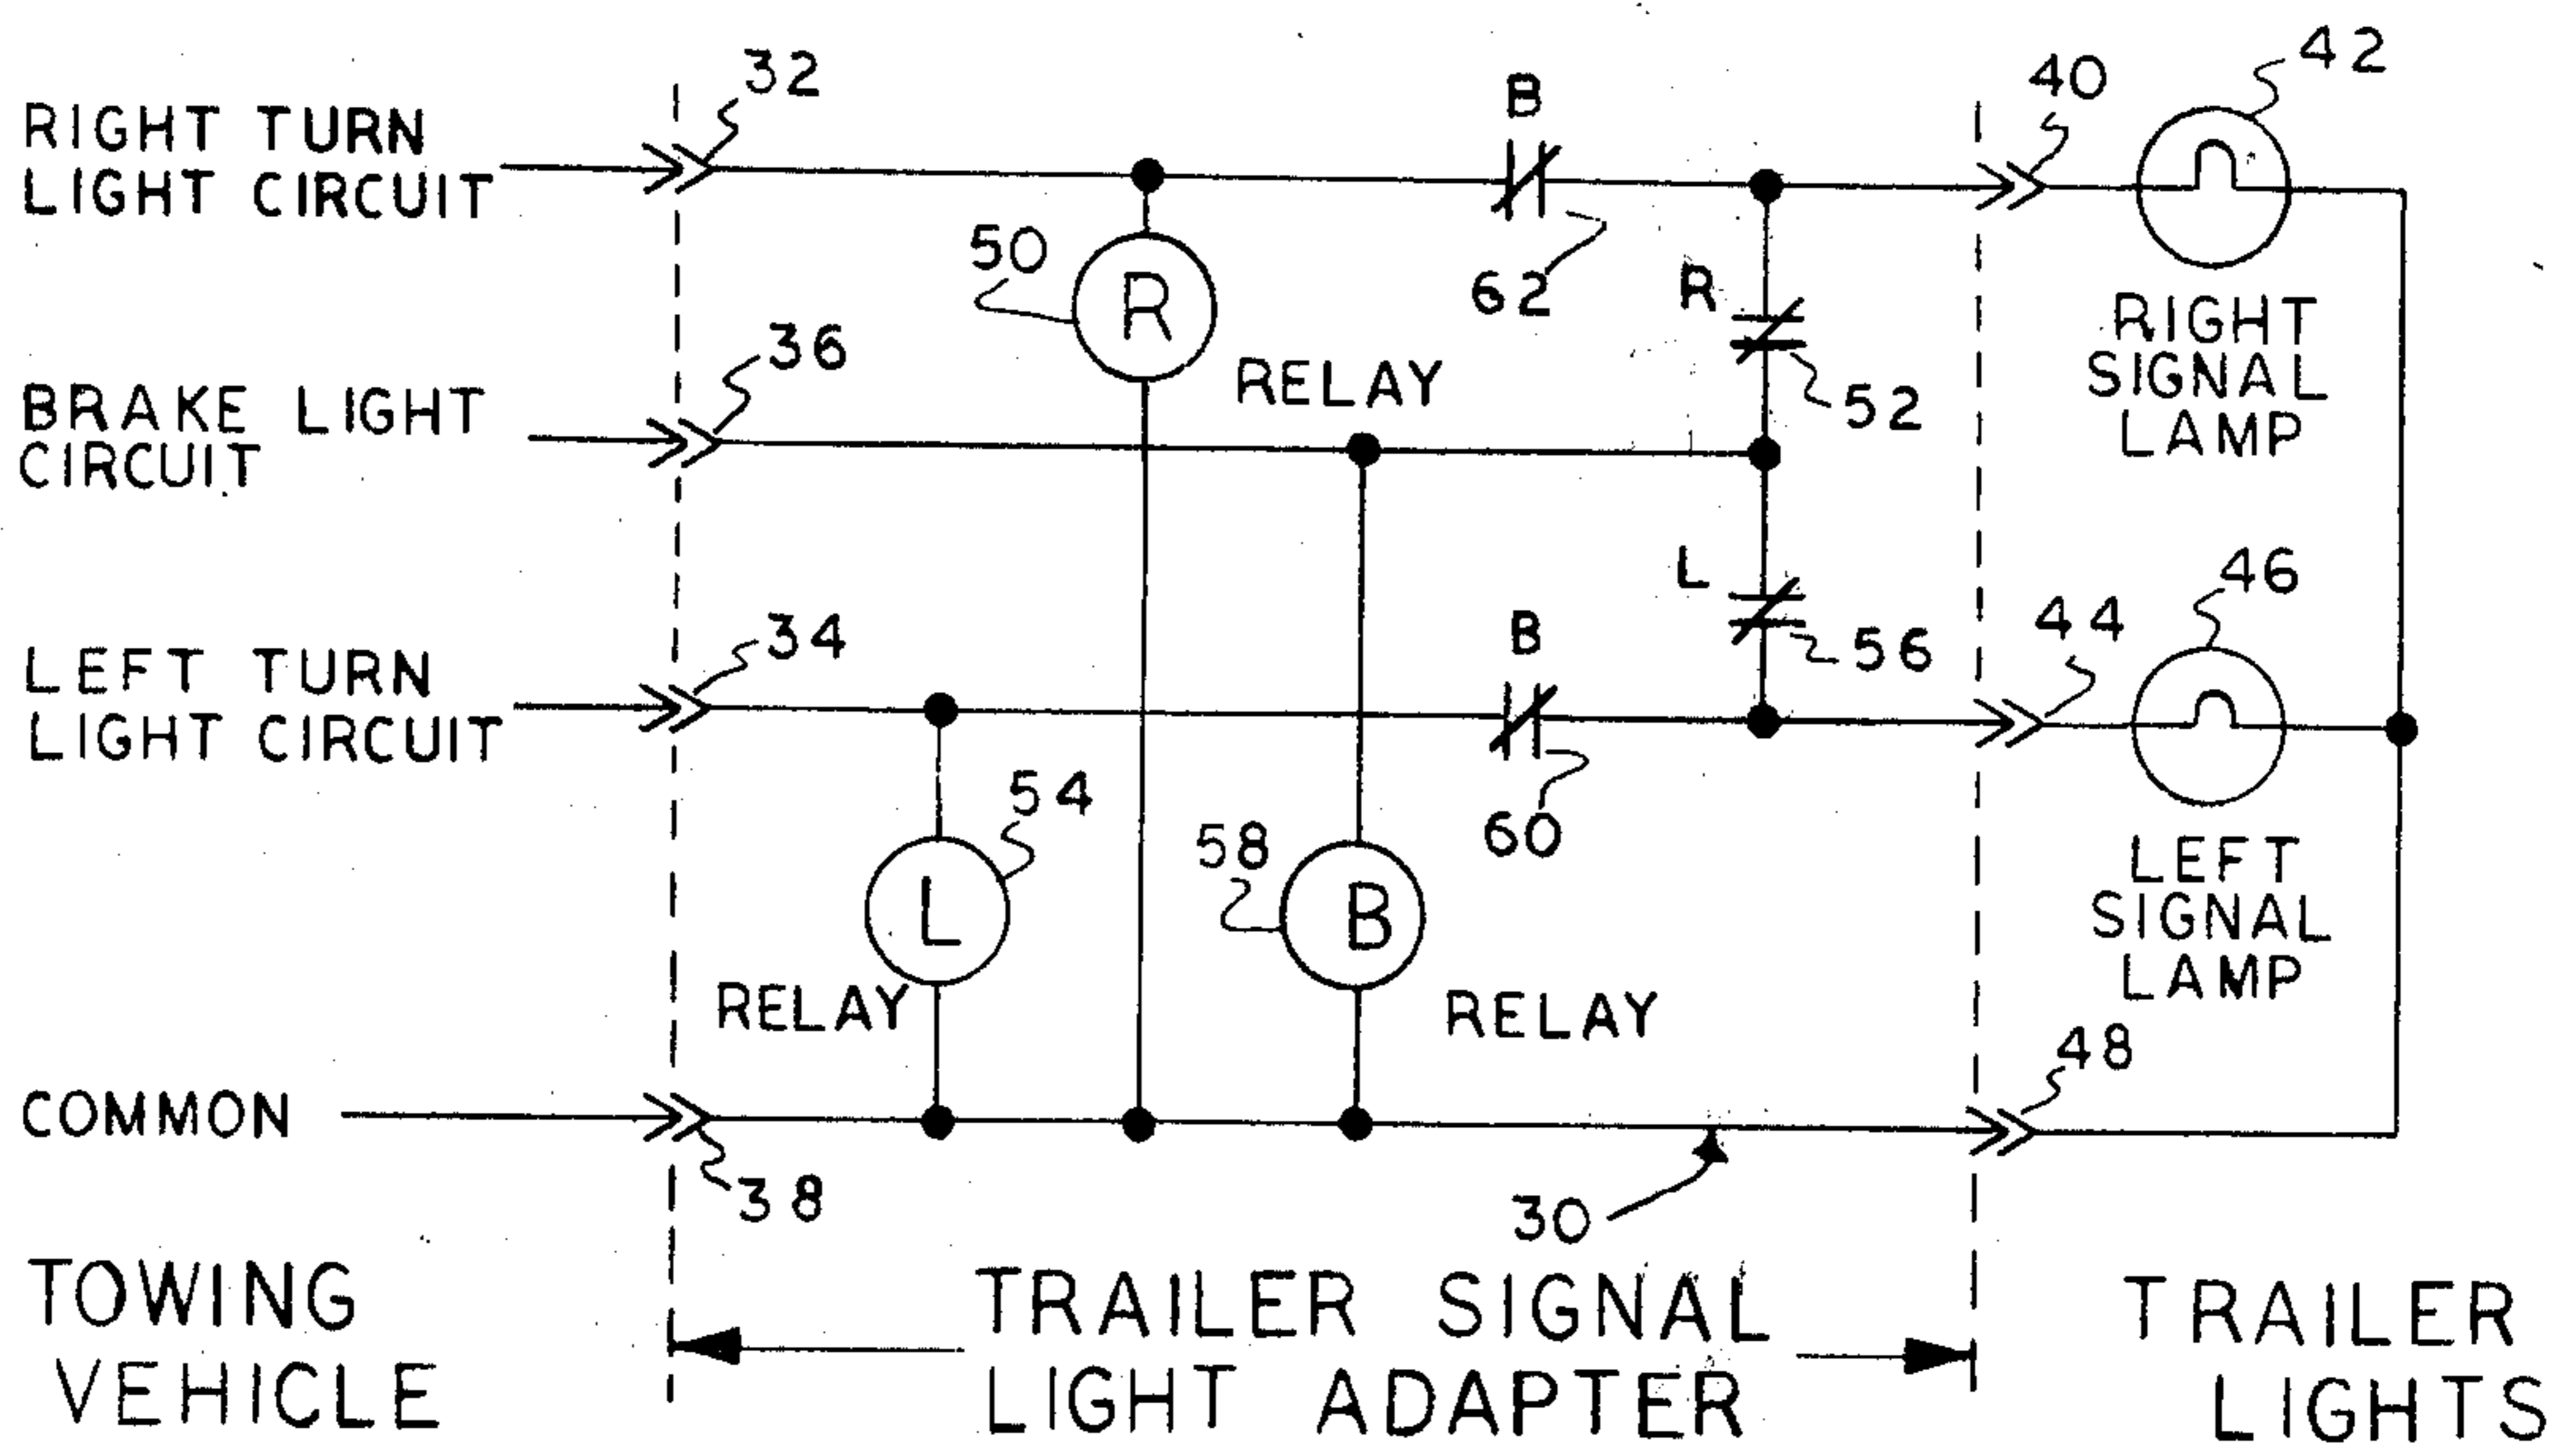 RIGHT TURN
LIGHT CIRCUIT
32
B
40
42
50
R
RELAY
62
R
52
RIGHT
SIGNAL
LAMP
BRAKE LIGHT
CIRCUIT
36
LEFT TURN
LIGHT CIRCUIT
34
L
56
B
60
44
46
54
L
RELAY
58
B
RELAY
LEFT
SIGNAL
LAMP
COMMON
38
30
48
TOWING
VEHICLE
TRAILER SIGNAL
LIGHT ADAPTER
TRAILER
LIGHTS